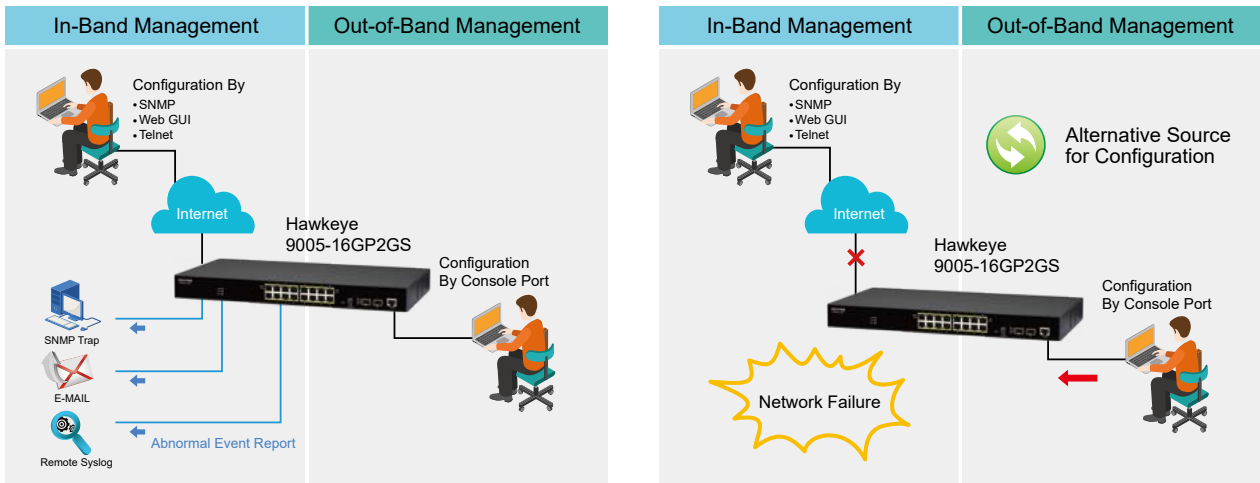 In-Band Management
Out-of-Band Management
Configuration By
•SNMP
•Web GUI
•Telnet
Internet
Hawkeye
9005-16GP2GS
Configuration
By Console Port
SNMP Trap
E-MAIL
Abnormal Event Report
Remote Syslog
In-Band Management
Out-of-Band Management
Configuration By
•SNMP
•Web GUI
•Telnet
Alternative Source
for Configuration
Internet
Hawkeye
9005-16GP2GS
Configuration
By Console Port
Network Failure